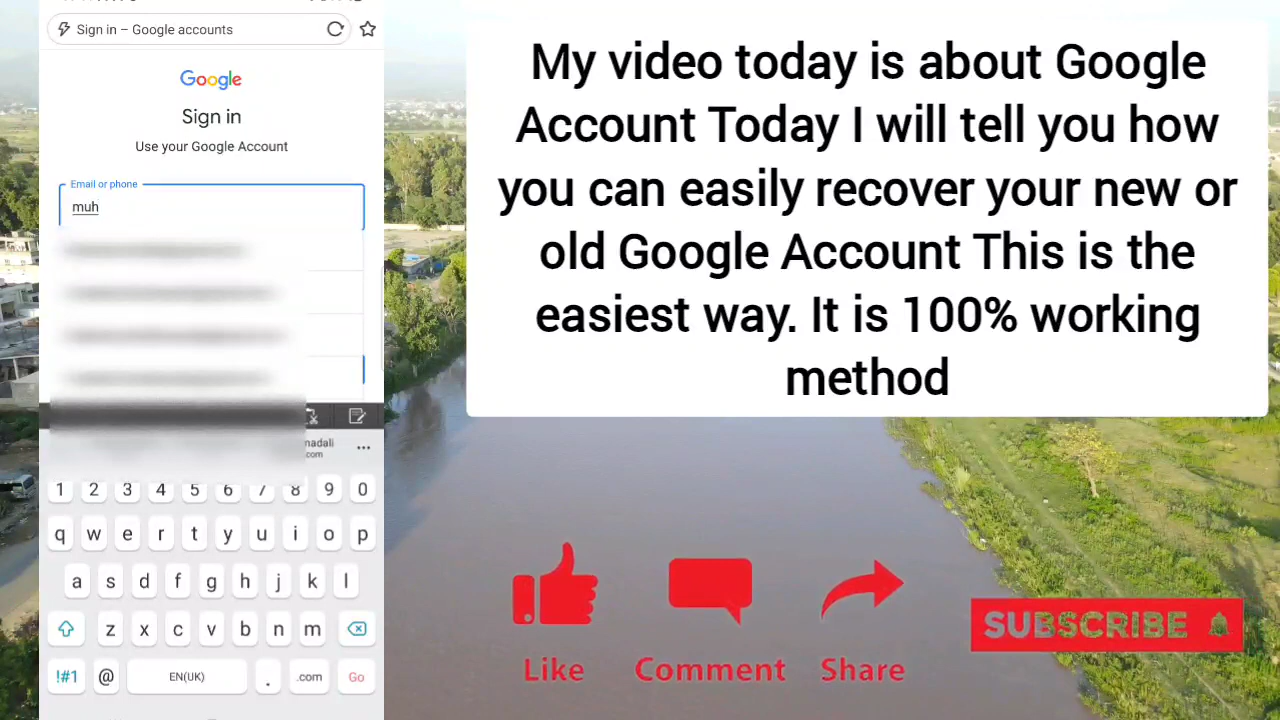 Sign in – Google accounts
Google
Sign in
Use your Google Account
Email or phone
muh
nadali
.com
1 2 3 4 5 6 7 8 9 0
q w e r t y u i o p
a s d f g h j k l
z x c v b n m
!#1 @ EN(UK) . .com Go
My video today is about Google
Account Today I will tell you how
you can easily recover your new or
old Google Account This is the
easiest way. It is 100% working
method
Like Comment Share
SUBSCRIBE